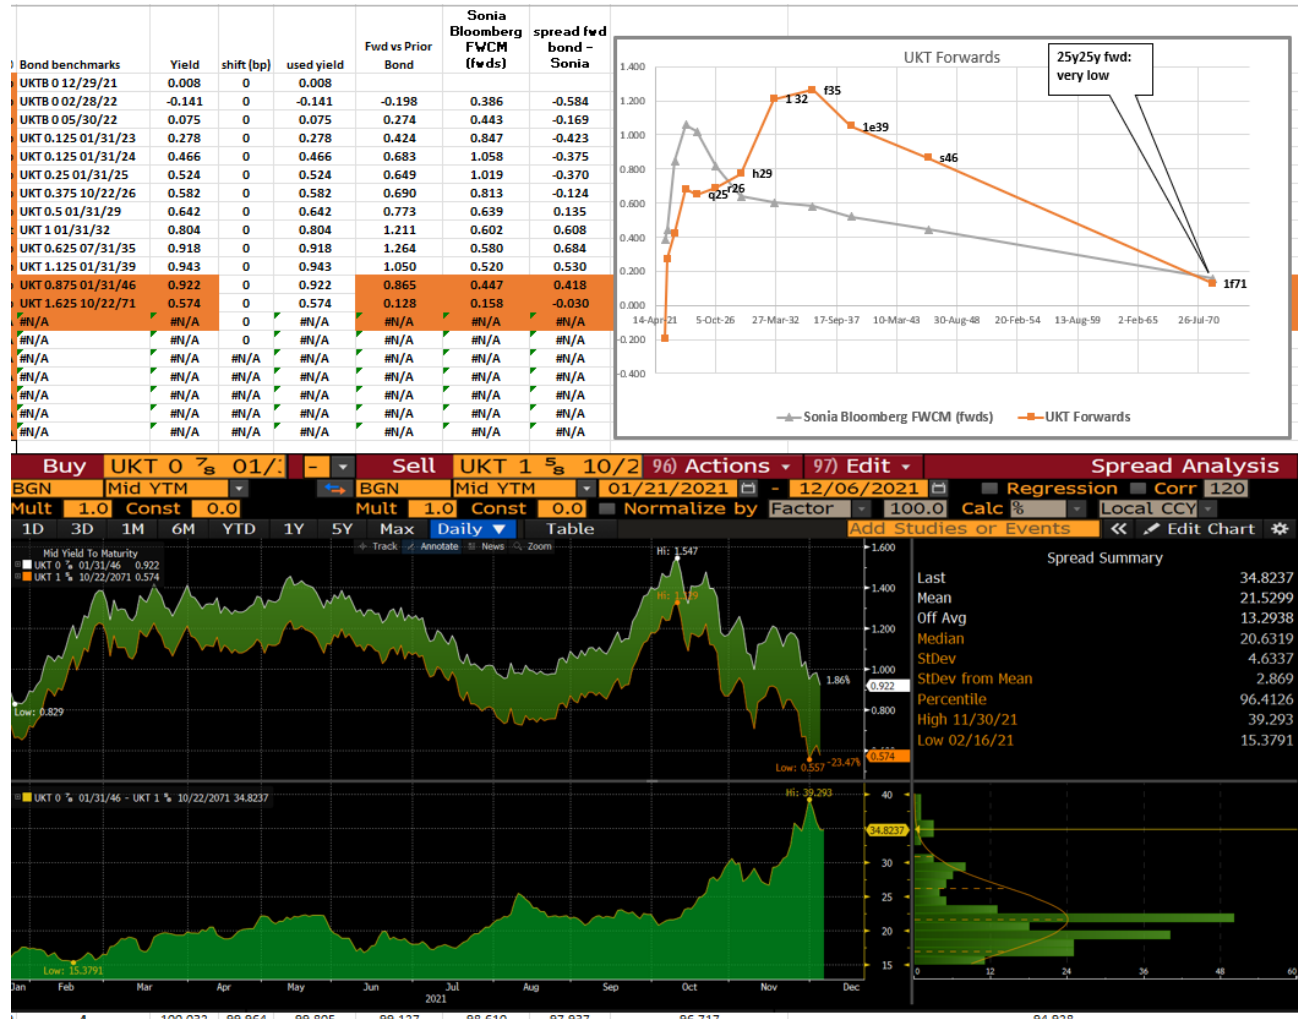 Sonia
Bloomberg spread fwd
Fwd vs Prior FWCM bond –
Bond benchmarks Yield shift (bp) used yield Bond (fwds) Sonia
UKTB 0 12/29/21 0.008 0 0.008
UKTB 0 02/28/22 -0.141 0 -0.141 -0.198 0.386 -0.584
UKTB 0 05/30/22 0.075 0 0.075 0.274 0.443 -0.169
UKT 0.125 01/31/23 0.278 0 0.278 0.424 0.847 -0.423
UKT 0.125 01/31/24 0.466 0 0.466 0.683 1.058 -0.375
UKT 0.25 01/31/25 0.524 0 0.524 0.649 1.019 -0.370
UKT 0.375 10/22/26 0.582 0 0.582 0.690 0.813 -0.124
UKT 0.5 01/31/29 0.642 0 0.642 0.773 0.639 0.135
UKT 1 01/31/32 0.804 0 0.804 1.211 0.602 0.608
UKT 0.625 07/31/35 0.918 0 0.918 1.264 0.580 0.684
UKT 1.125 01/31/39 0.943 0 0.943 1.050 0.520 0.530
UKT 0.875 01/31/46 0.922 0 0.922 0.865 0.447 0.418
UKT 1.625 10/22/71 0.574 0 0.574 0.128 0.158 -0.030
#N/A #N/A 0 #N/A #N/A #N/A #N/A
#N/A #N/A 0 #N/A #N/A #N/A #N/A
#N/A #N/A #N/A #N/A #N/A #N/A #N/A
#N/A #N/A #N/A #N/A #N/A #N/A #N/A
#N/A #N/A #N/A #N/A #N/A #N/A #N/A
#N/A #N/A #N/A #N/A #N/A #N/A #N/A
#N/A #N/A #N/A #N/A #N/A #N/A #N/A
UKT Forwards
25y25y fwd:
very low
1.400
1.200
1.000
0.800
0.600
0.400
0.200
0.000
-0.200
-0.400
1 32
f35
1e39
h29
s46
q25
r26
1f71
14-Apr-21 5-Oct-26 27-Mar-32 17-Sep-37 10-Mar-43 30-Aug-48 20-Feb-54 13-Aug-59 2-Feb-65 26-Jul-70
Sonia Bloomberg FWCM (fwds) UKT Forwards
Buy UKT 0 ⅞ 01/ - Sell UKT 1 ⅝ 10/2 96) Actions 97) Edit Spread Analysis
BGN Mid YTM BGN Mid YTM 01/21/2021 - 12/06/2021 Regression Corr 120
Mult 1.0 Const 0.0 Mult 1.0 Const 0.0 Normalize by Factor 100.0 Calc % Local CCY
1D 3D 1M 6M YTD 1Y 5Y Max Daily ▼ Table Add Studies or Events « Edit Chart
Track Annotate News Zoom
Mid Yield To Maturity
UKT 0 ⅞ 01/31/46 0.922
UKT 1 ⅝ 10/22/2071 0.574
Hi: 1.547
Low: 0.829
1.86%
-23.47%
Low: 0.557
1.600
1.400
1.200
1.000
0.922
0.800
0.574
Spread Summary
Last 34.8237
Mean 21.5299
Off Avg 13.2938
Median 20.6319
StDev 4.6337
StDev from Mean 2.869
Percentile 96.4126
High 11/30/21 39.293
Low 02/16/21 15.3791
UKT 0 ⅞ 01/31/46 - UKT 1 ⅝ 10/22/2071 34.8237
Hi: 39.293
Low: 15.3791
40
34.8237
30
25
20
15
0 12 24 36 48 60
Jan Feb Mar Apr May Jun Jul Aug Sep Oct Nov Dec
2021